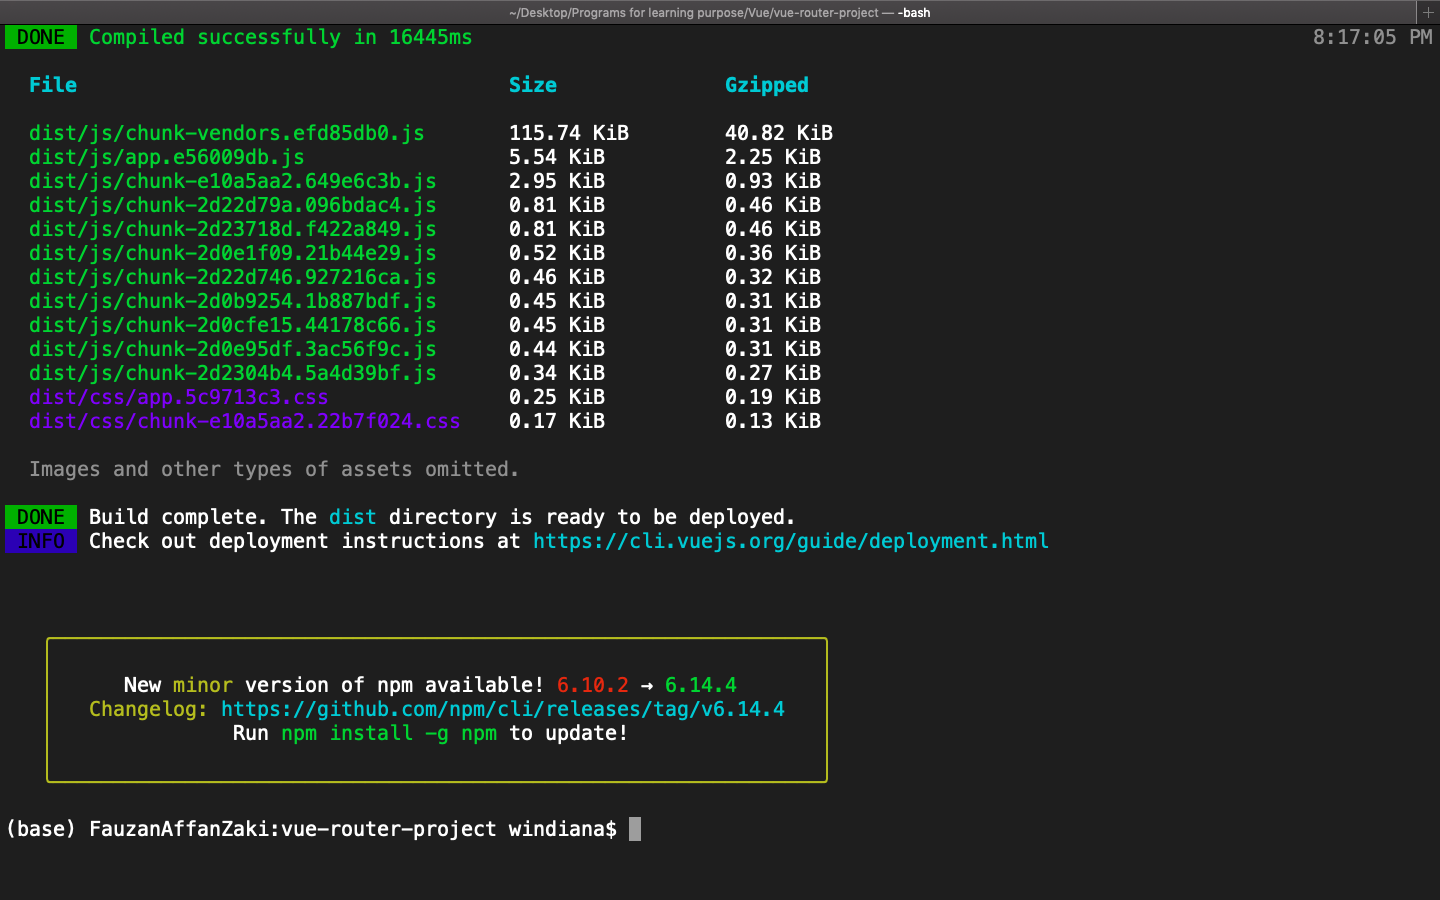 ~/Desktop/Programs for learning purpose/Vue/vue-router-project — -bash
DONE Compiled successfully in 16445ms 8:17:05 PM
File Size Gzipped
dist/js/chunk-vendors.efd85db0.js 115.74 KiB 40.82 KiB
dist/js/app.e56009db.js 5.54 KiB 2.25 KiB
dist/js/chunk-e10a5aa2.649e6c3b.js 2.95 KiB 0.93 KiB
dist/js/chunk-2d22d79a.096bdac4.js 0.81 KiB 0.46 KiB
dist/js/chunk-2d23718d.f422a849.js 0.81 KiB 0.46 KiB
dist/js/chunk-2d0e1f09.21b44e29.js 0.52 KiB 0.36 KiB
dist/js/chunk-2d22d746.927216ca.js 0.46 KiB 0.32 KiB
dist/js/chunk-2d0b9254.1b887bdf.js 0.45 KiB 0.31 KiB
dist/js/chunk-2d0cfe15.44178c66.js 0.45 KiB 0.31 KiB
dist/js/chunk-2d0e95df.3ac56f9c.js 0.44 KiB 0.31 KiB
dist/js/chunk-2d2304b4.5a4d39bf.js 0.34 KiB 0.27 KiB
dist/css/app.5c9713c3.css 0.25 KiB 0.19 KiB
dist/css/chunk-e10a5aa2.22b7f024.css 0.17 KiB 0.13 KiB
Images and other types of assets omitted.
DONE Build complete. The dist directory is ready to be deployed.
INFO Check out deployment instructions at https://cli.vuejs.org/guide/deployment.html
New minor version of npm available! 6.10.2 → 6.14.4
Changelog: https://github.com/npm/cli/releases/tag/v6.14.4
Run npm install -g npm to update!
(base) FauzanAffanZaki:vue-router-project windiana$